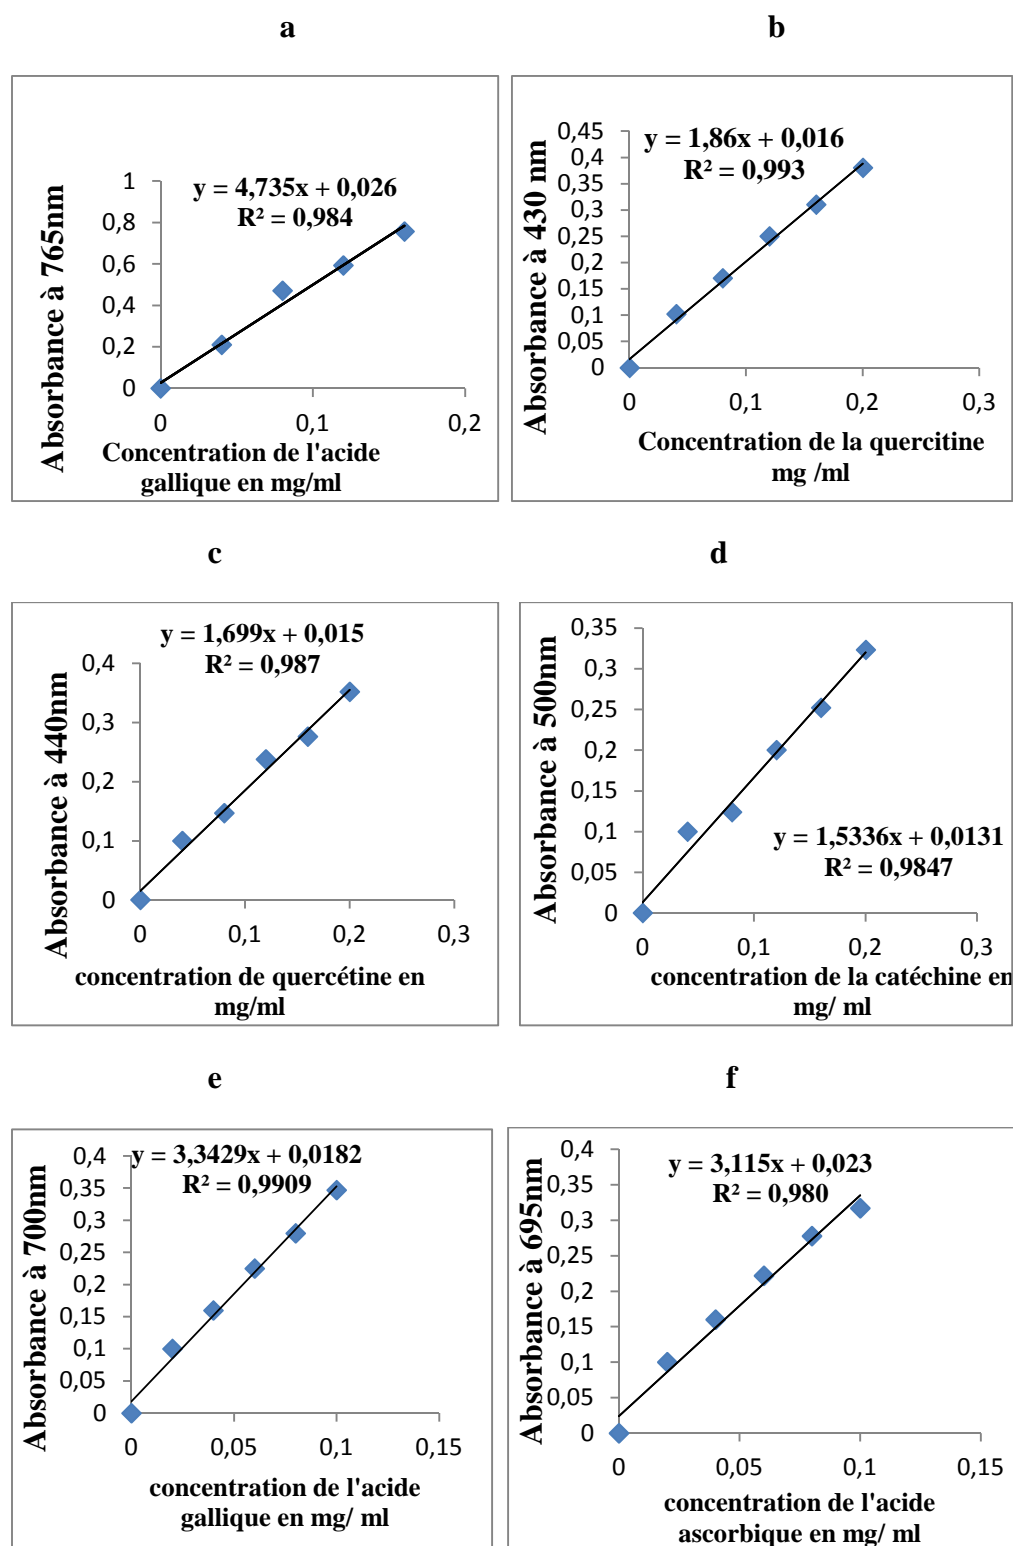 a
b
y = 4,735x + 0,026
R² = 0,984
Absorbance à 765nm
1
0,8
0,6
0,4
0,2
0
0
0,1
0,2
Concentration de l'acide
gallique en mg/ml
y = 1,86x + 0,016
R² = 0,993
Absorbance à 430 nm
0,45
0,4
0,35
0,3
0,25
0,2
0,15
0,1
0,05
0
0
0,1
0,2
0,3
Concentration de la quercitine
mg /ml
c
d
y = 1,699x + 0,015
R² = 0,987
Absorbance à 440nm
0,4
0,3
0,2
0,1
0
0
0,1
0,2
0,3
concentration de quercétine en
mg/ml
Absorbance à 500nm
0,35
0,3
0,25
0,2
0,15
0,1
0,05
0
y = 1,5336x + 0,0131
R² = 0,9847
0
0,1
0,2
0,3
concentration de la catéchine en
mg/ ml
e
f
y = 3,3429x + 0,0182
R² = 0,9909
Absorbance à 700nm
0,4
0,35
0,3
0,25
0,2
0,15
0,1
0,05
0
0
0,05
0,1
0,15
concentration de l'acide
gallique en mg/ ml
y = 3,115x + 0,023
R² = 0,980
Absorbance à 695nm
0,4
0,35
0,3
0,25
0,2
0,15
0,1
0,05
0
0
0,05
0,1
0,15
concentration de l'acide
ascorbique en mg/ ml